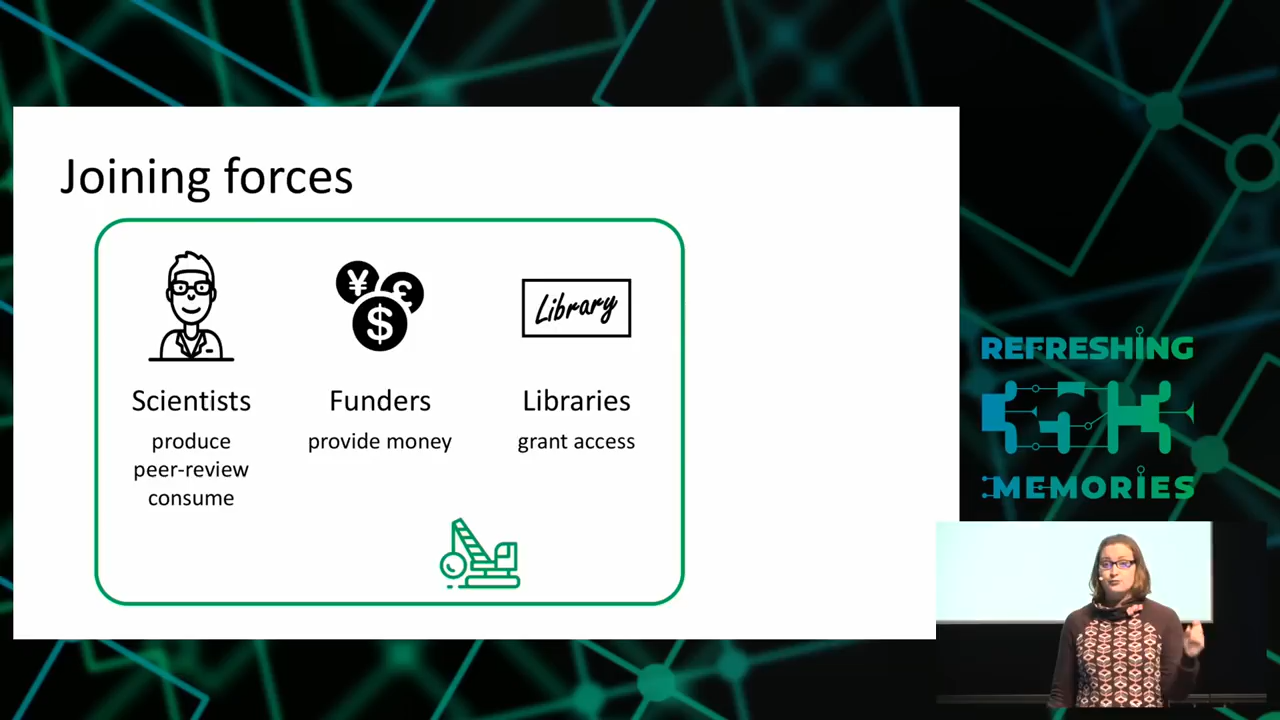 Joining forces
¥ £ $
Library
Scientists
Funders
Libraries
produce
peer-review
consume
provide money
grant access
REFRESHING
MEMORIES